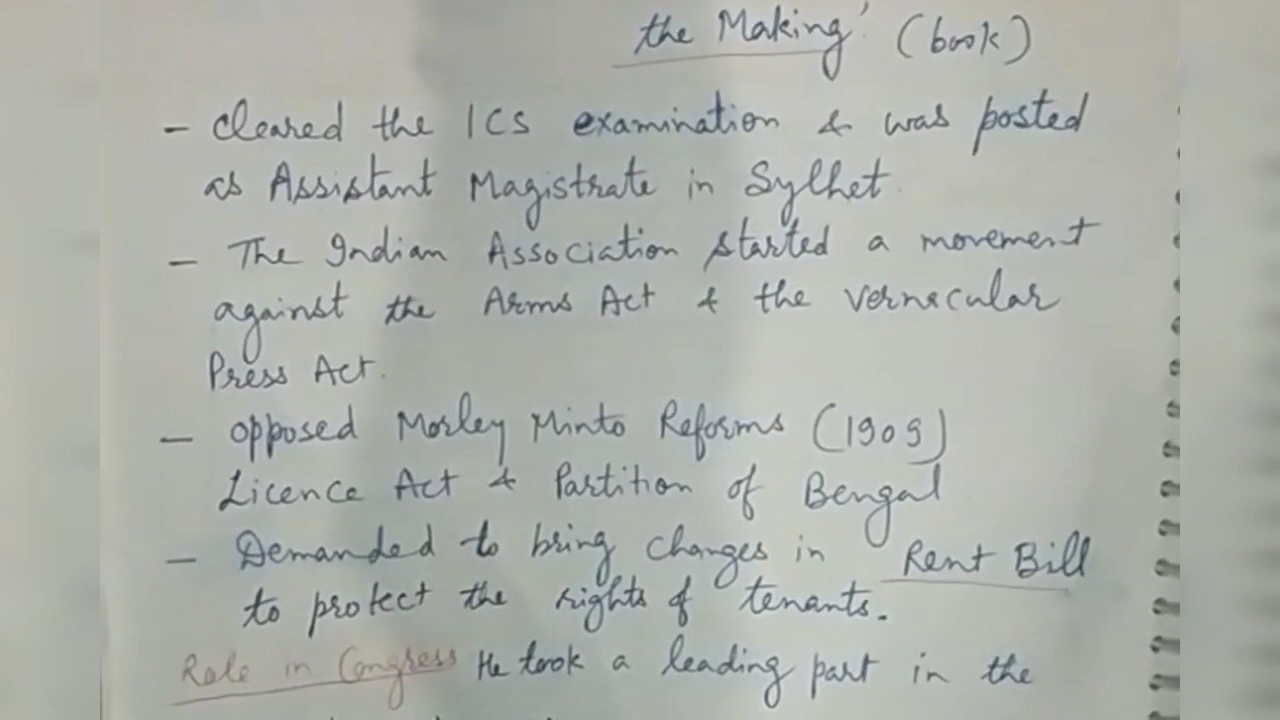 the Making' (book)
- cleared the ICS examination & was posted
as Assistant Magistrate in Sylhet.
- The Indian Association started a movement
against the Arms Act & the vernacular
Press Act.
- opposed Morley Minto Reforms (1909)
Licence Act & Partition of Bengal
- Demanded to bring changes in Rent Bill
to protect the rights of tenants.
Role in Congress He took a leading part in the